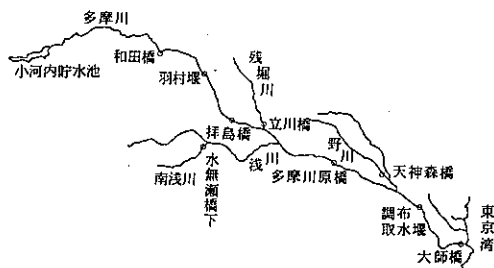 多摩川
小河内貯水池
和田橋
羽村堰
残堀川
拝島橋
立川橋
浅川
野川
南浅川
水無瀬橋下
多摩川原橋
天神森橋
調布
取水堰
大師橋
東京湾